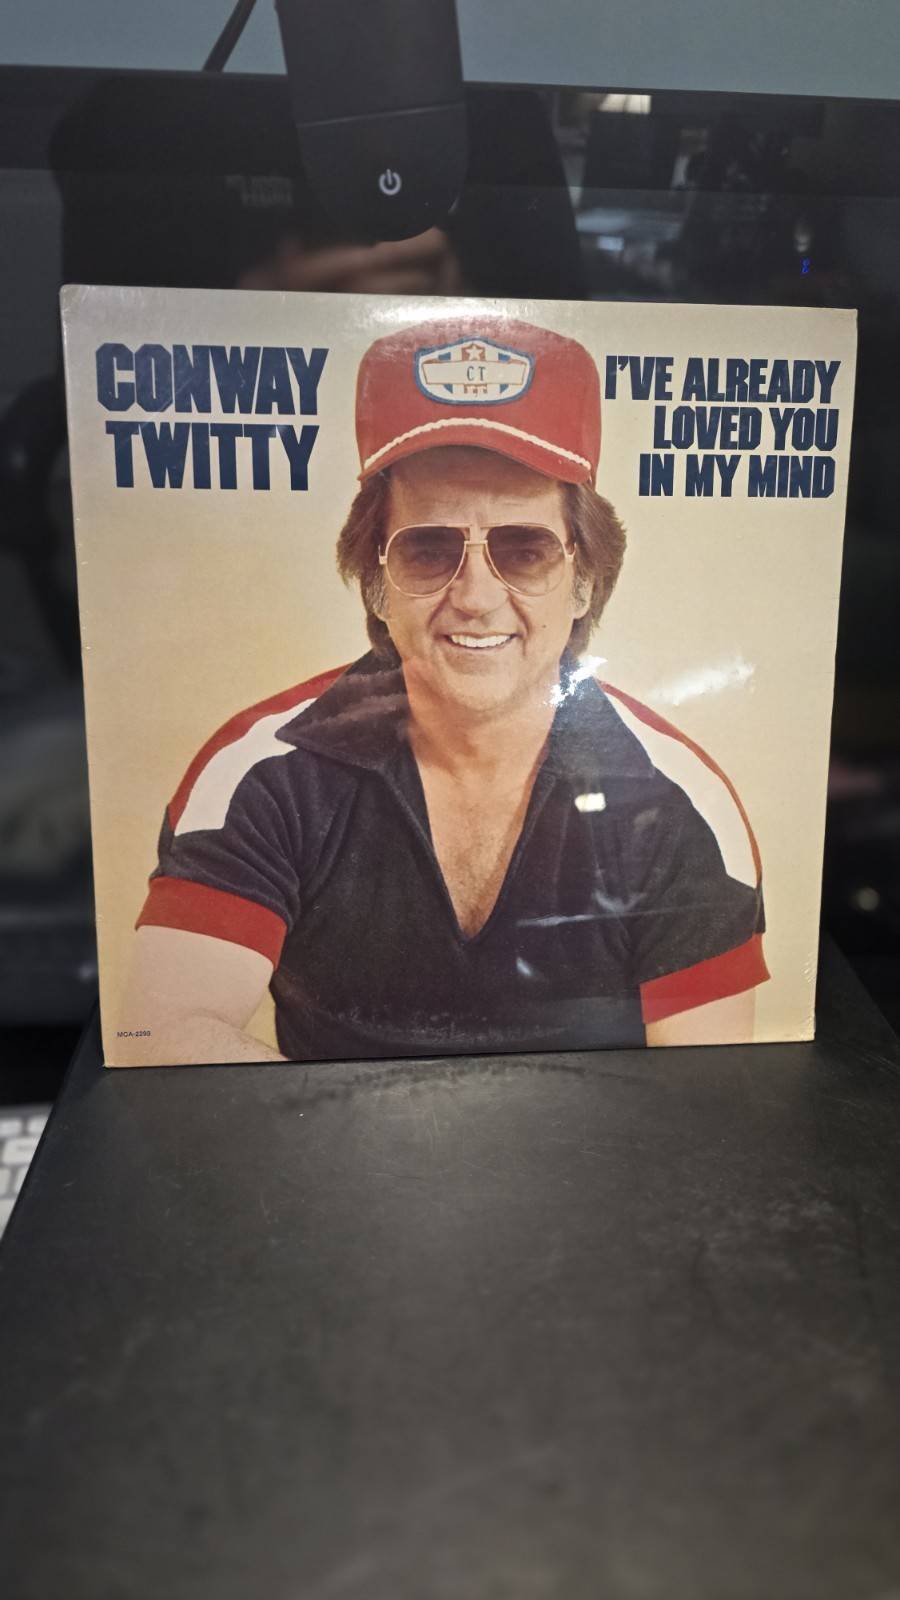 CONWAY
TWITTY
I'VE ALREADY
LOVED YOU
IN MY MIND
CT
MCA-2293